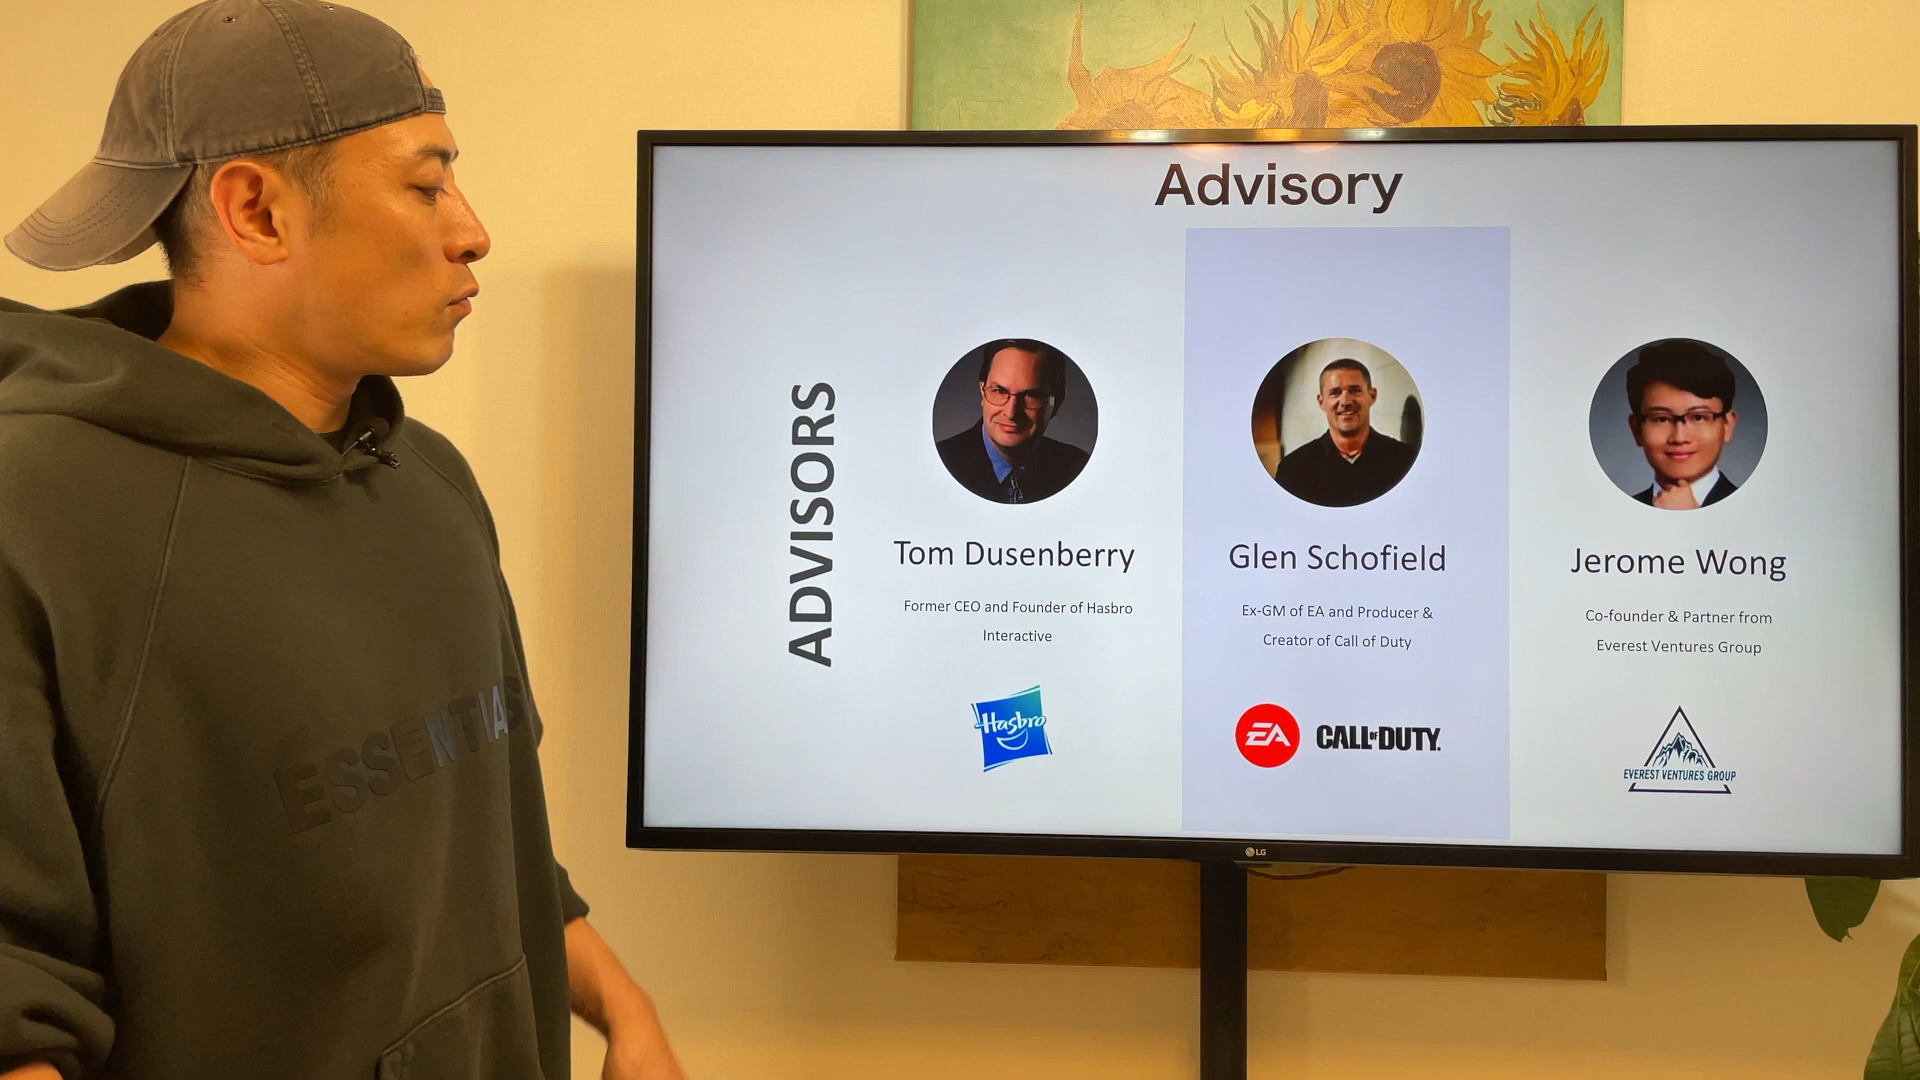 Advisory
ADVISORS
Tom Dusenberry
Former CEO and Founder of Hasbro
Interactive
Hasbro
Glen Schofield
Ex-GM of EA and Producer &
Creator of Call of Duty
EA
CALL OF DUTY.
Jerome Wong
Co-founder & Partner from
Everest Ventures Group
EVEREST VENTURES GROUP
LG
ESSENTIALS